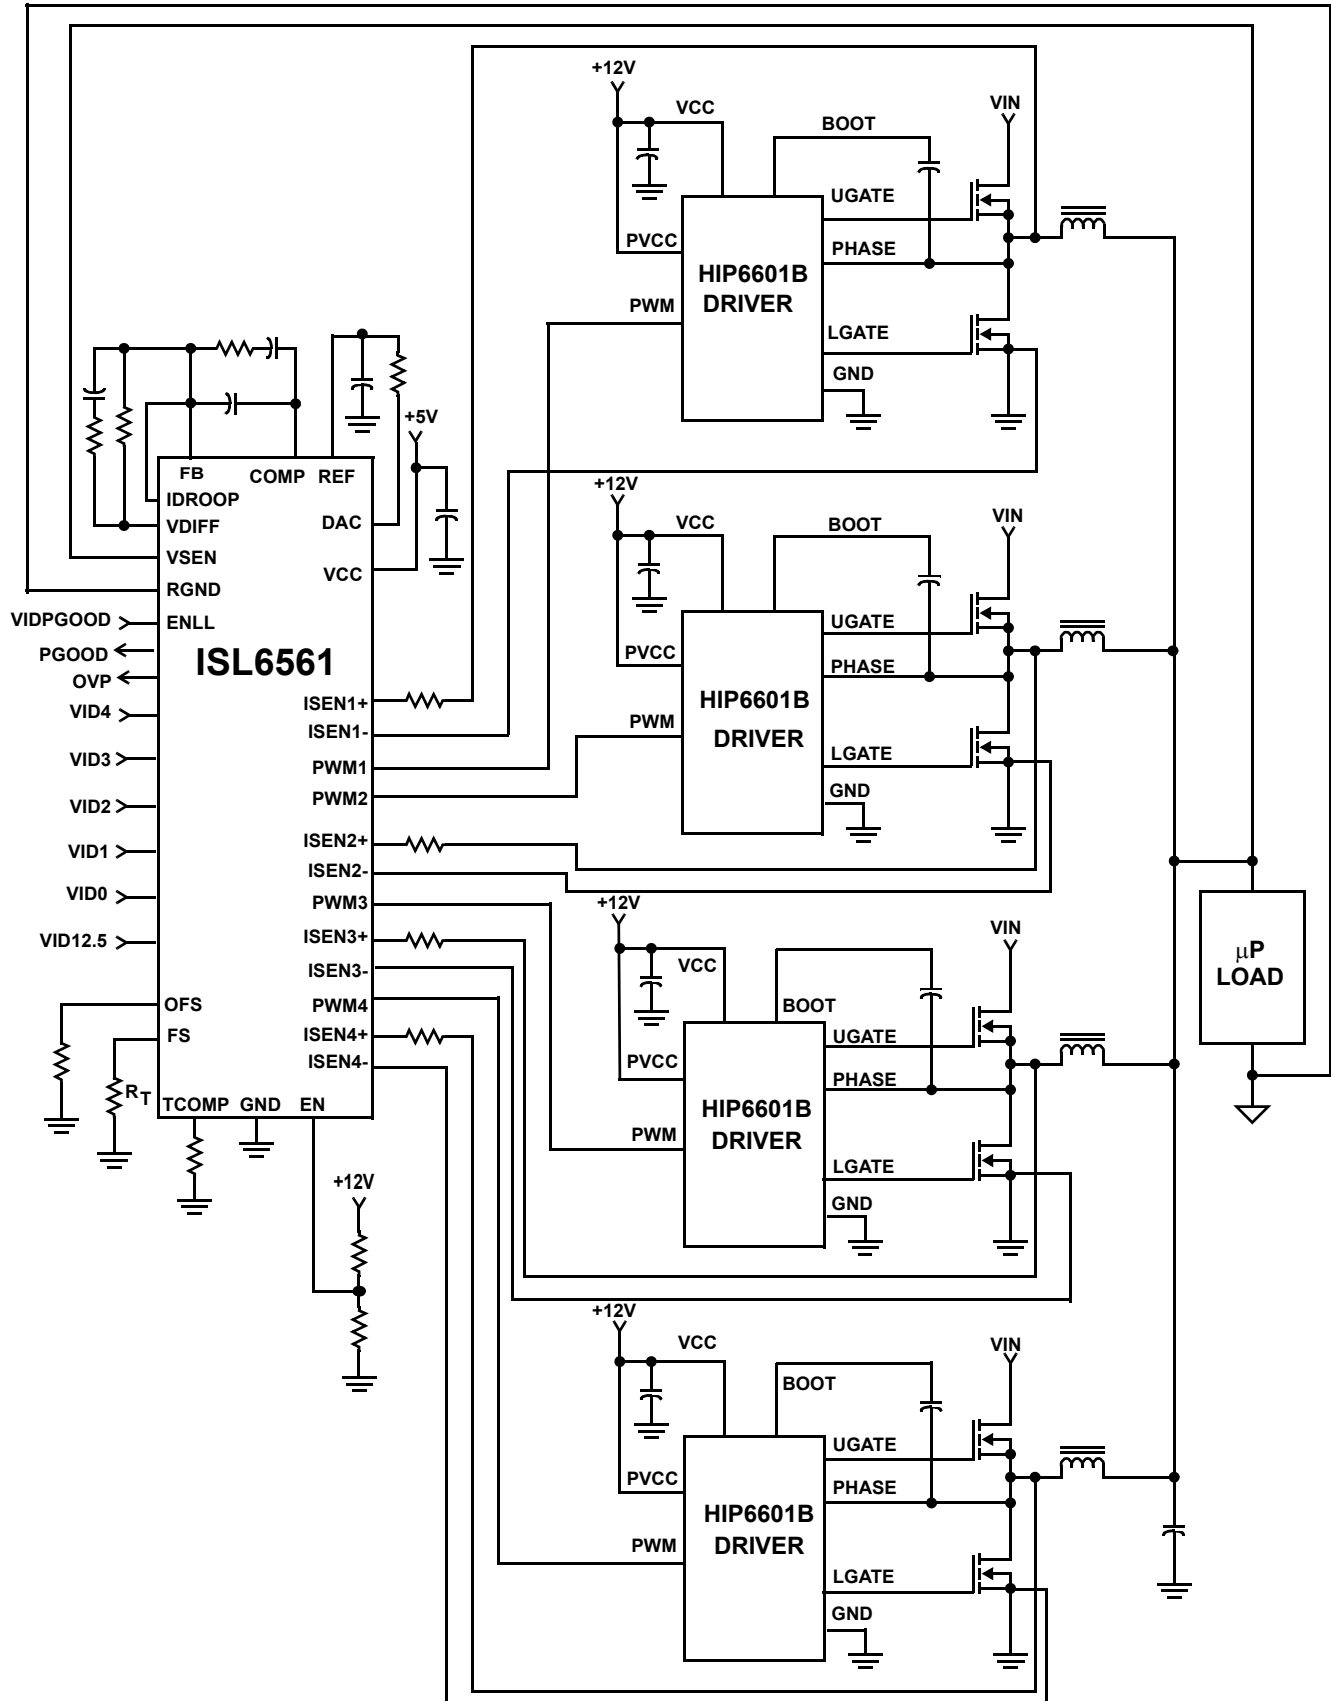 +12V
VCC
BOOT
VIN
UGATE
PVCC
PHASE
HIP6601B
DRIVER
PWM
LGATE
GND
+5V
FB
COMP
REF
IDROOP
DAC
VDIFF
VSEN
VCC
RGND
VIDPGOOD
ENLL
PGOOD
ISL6561
OVP
VID4
ISEN1+
ISEN1-
VID3
PWM1
VID2
PWM2
VID1
ISEN2+
ISEN2-
VID0
PWM3
VID12.5
ISEN3+
ISEN3-
OFS
PWM4
FS
ISEN4+
ISEN4-
RT
TCOMP
GND
EN
+12V
+12V
VCC
BOOT
VIN
UGATE
PVCC
PHASE
HIP6601B
DRIVER
PWM
LGATE
GND
+12V
VCC
BOOT
VIN
UGATE
PVCC
PHASE
HIP6601B
DRIVER
PWM
LGATE
GND
µP
LOAD
+12V
VCC
BOOT
VIN
UGATE
PVCC
PHASE
HIP6601B
DRIVER
PWM
LGATE
GND